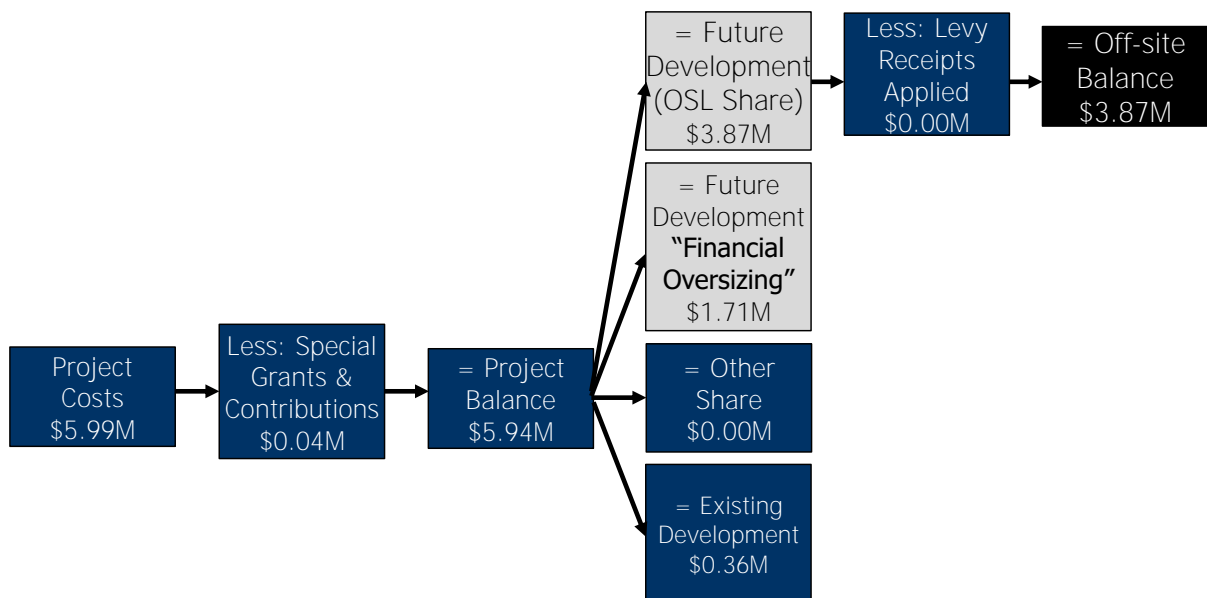 Project
Costs
$5.99M
Less: Special
Grants &
Contributions
$0.04M
= Project
Balance
$5.94M
= Future
Development
(OSL Share)
$3.87M
Less: Levy
Receipts
Applied
$0.00M
= Off-site
Balance
$3.87M
= Future
Development
“Financial
Oversizing”
$1.71M
= Other
Share
$0.00M
= Existing
Development
$0.36M